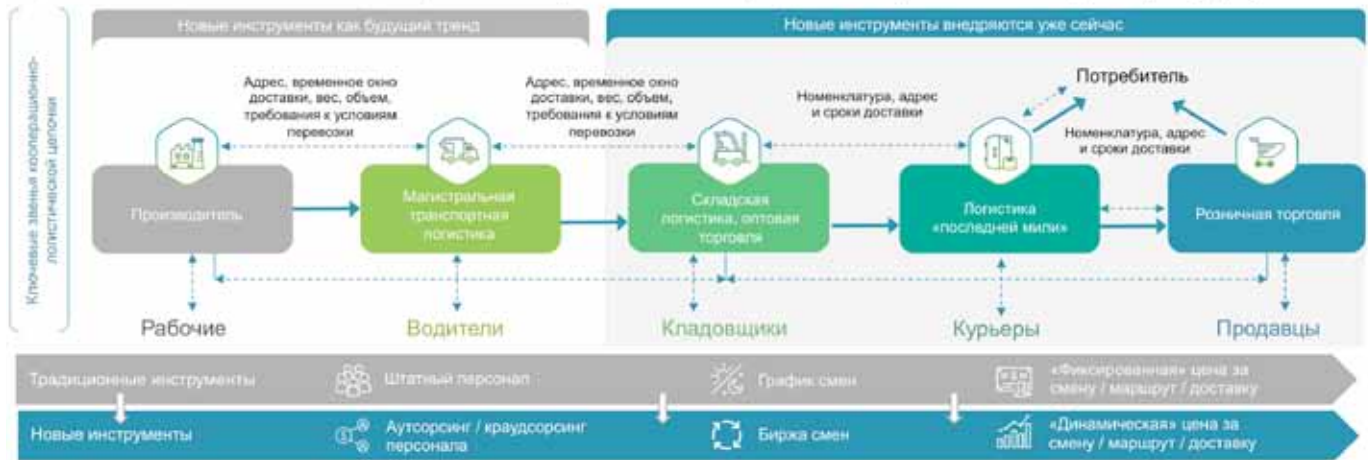 Новые инструменты как будущий тренд
Новые инструменты внедряются уже сейчас
Ключевые звенья кооперационно-
логистической цепочки
Адрес, временное окно
доставки, вес, объем,
требования к условиям
перевозки
Адрес, временное окно
доставки, вес, объем,
требования к условиям
перевозки
Номенклатура, адрес
и сроки доставки
Потребитель
Номенклатура, адрес
и сроки доставки
Производитель
Магистральная
транспортная
логистика
Складская
логистика, оптовая
торговля
Логистика
«последней мили»
Розничная торговля
Рабочие
Водители
Кладовщики
Курьеры
Продавцы
Традиционные инструменты
Штатный персонал
График смен
«Фиксированная» цена за
смену / маршрут / доставку
Новые инструменты
Аутсорсинг / краудсорсинг
персонала
Биржа смен
«Динамическая» цена за
смену / маршрут / доставку